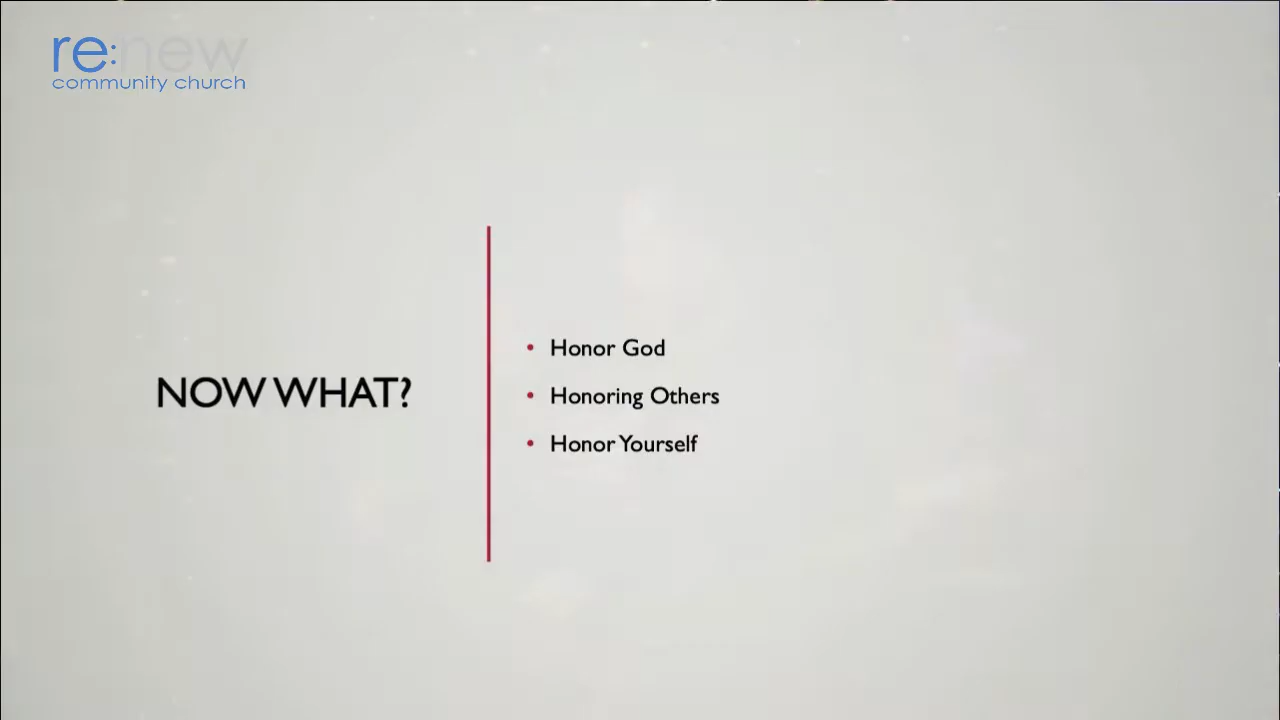 re:new
community church
NOW WHAT?
• Honor God
• Honoring Others
• Honor Yourself